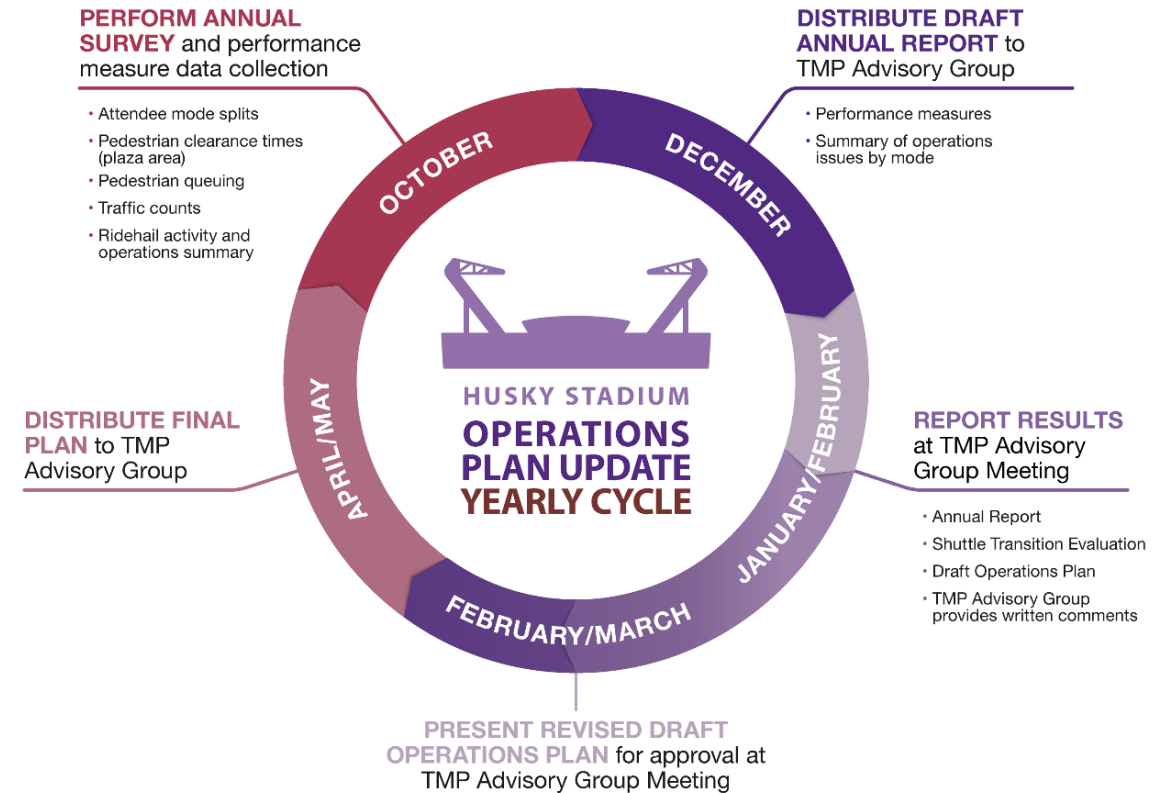 PERFORM ANNUAL
SURVEY and performance
measure data collection
• Attendee mode splits
• Pedestrian clearance times
(plaza area)
• Pedestrian queuing
• Traffic counts
• Ridehail activity and
operations summary
DISTRIBUTE DRAFT
ANNUAL REPORT to
TMP Advisory Group
• Performance measures
• Summary of operations
issues by mode
OCTOBER
DECEMBER
JANUARY/FEBRUARY
FEBRUARY/MARCH
APRIL/MAY
HUSKY STADIUM
OPERATIONS
PLAN UPDATE
YEARLY CYCLE
DISTRIBUTE FINAL
PLAN to TMP
Advisory Group
REPORT RESULTS
at TMP Advisory
Group Meeting
• Annual Report
• Shuttle Transition Evaluation
• Draft Operations Plan
• TMP Advisory Group
provides written comments
PRESENT REVISED DRAFT
OPERATIONS PLAN for approval at
TMP Advisory Group Meeting